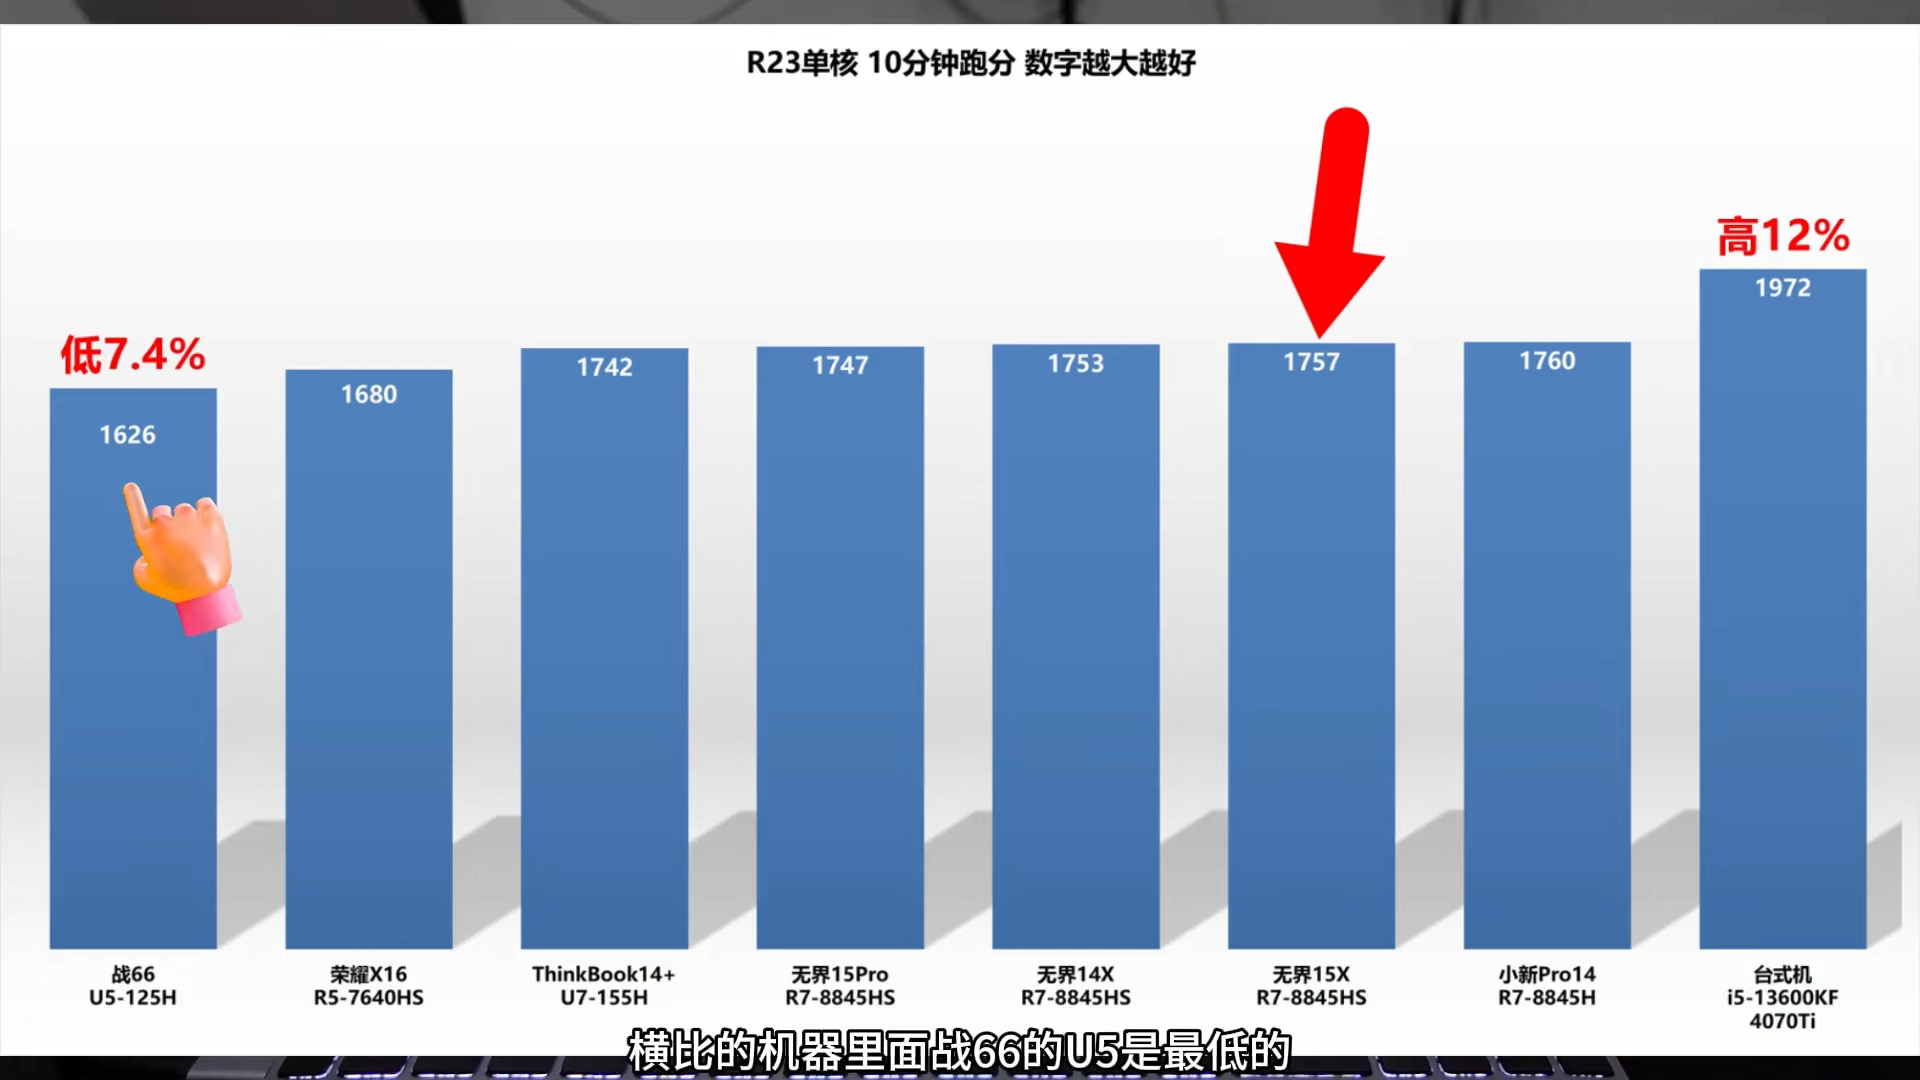 R23单核 10分钟跑分 数字越大越好
高12%
1972
低7.4%
1626
1680
1742
1747
1753
1757
1760
战66
U5-125H
荣耀X16
R5-7640HS
ThinkBook14+
U7-155H
无界15Pro
R7-8845HS
无界14X
R7-8845HS
无界15X
R7-8845HS
小新Pro14
R7-8845H
台式机
i5-13600KF
4070Ti
横比的机器里面战66的U5是最低的